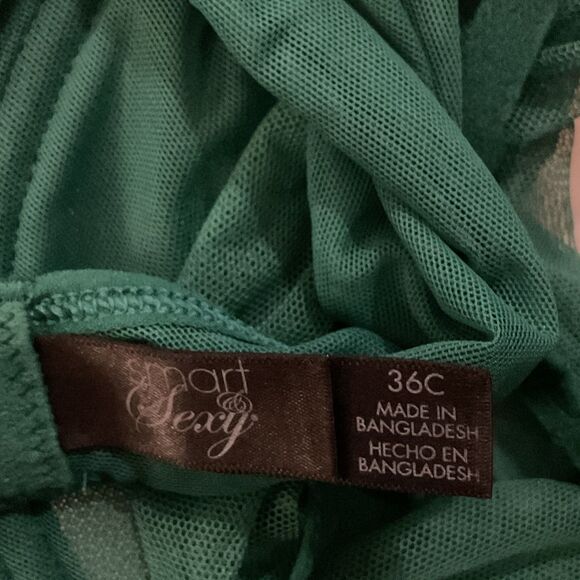 smart
& Sexy
36C
MADE IN
BANGLADESH
HECHO EN
BANGLADESH